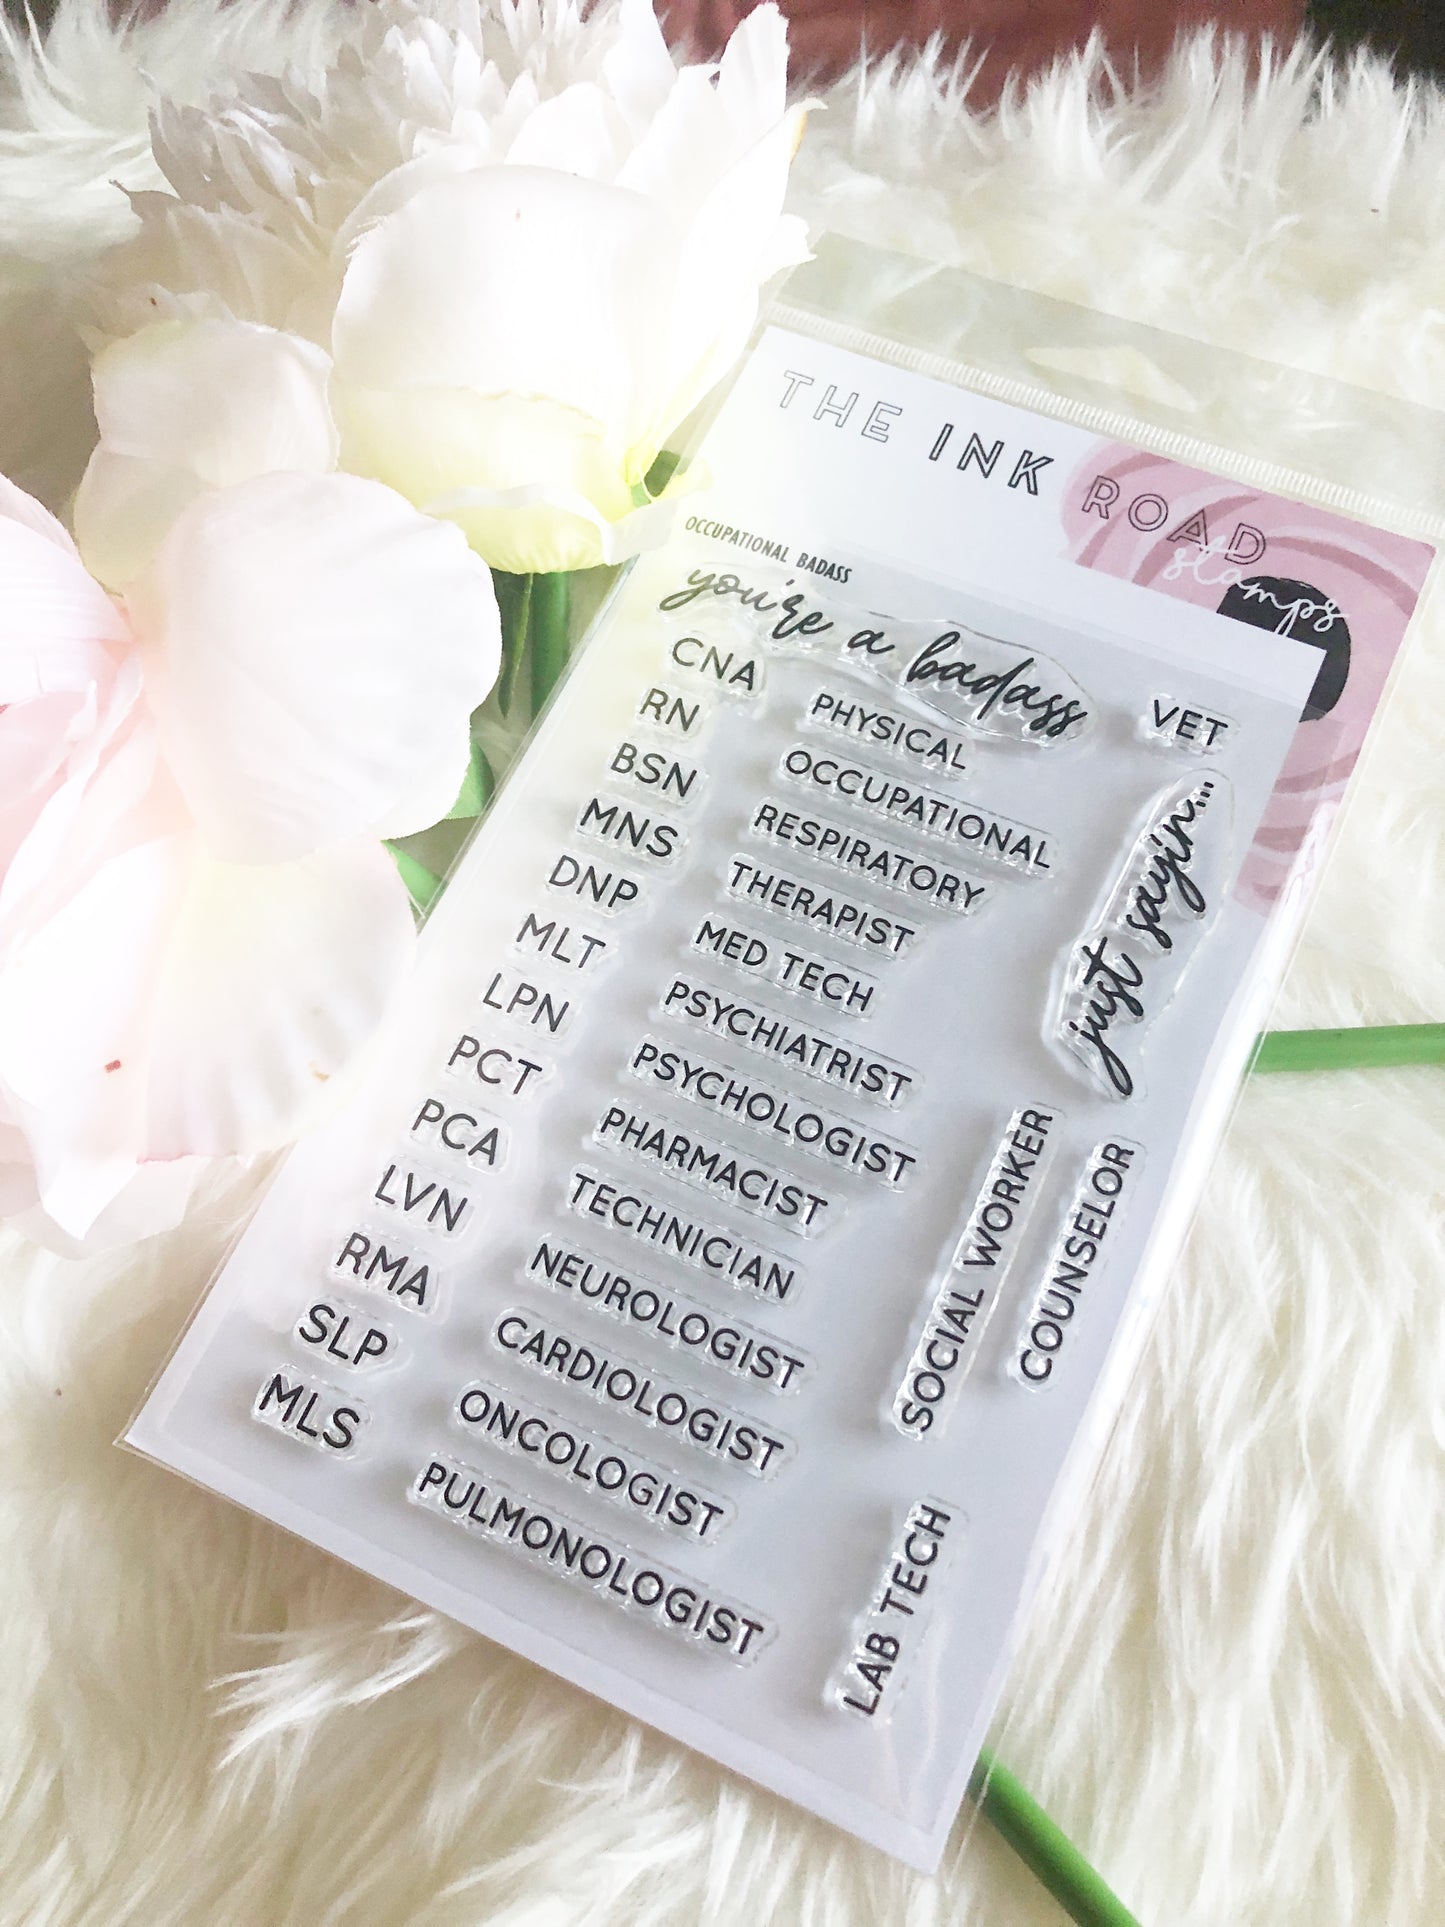 THE INK ROAD
stamps
OCCUPATIONAL BADASS
you're a badass
CNA
RN
BSN
MNS
DNP
MLT
LPN
PCT
PCA
LVN
RMA
SLP
MLS
PHYSICAL
OCCUPATIONAL
RESPIRATORY
THERAPIST
MED TECH
PSYCHIATRIST
PSYCHOLOGIST
PHARMACIST
TECHNICIAN
NEUROLOGIST
CARDIOLOGIST
ONCOLOGIST
PULMONOLOGIST
VET
just sayin...
SOCIAL WORKER
COUNSELOR
LAB TECH